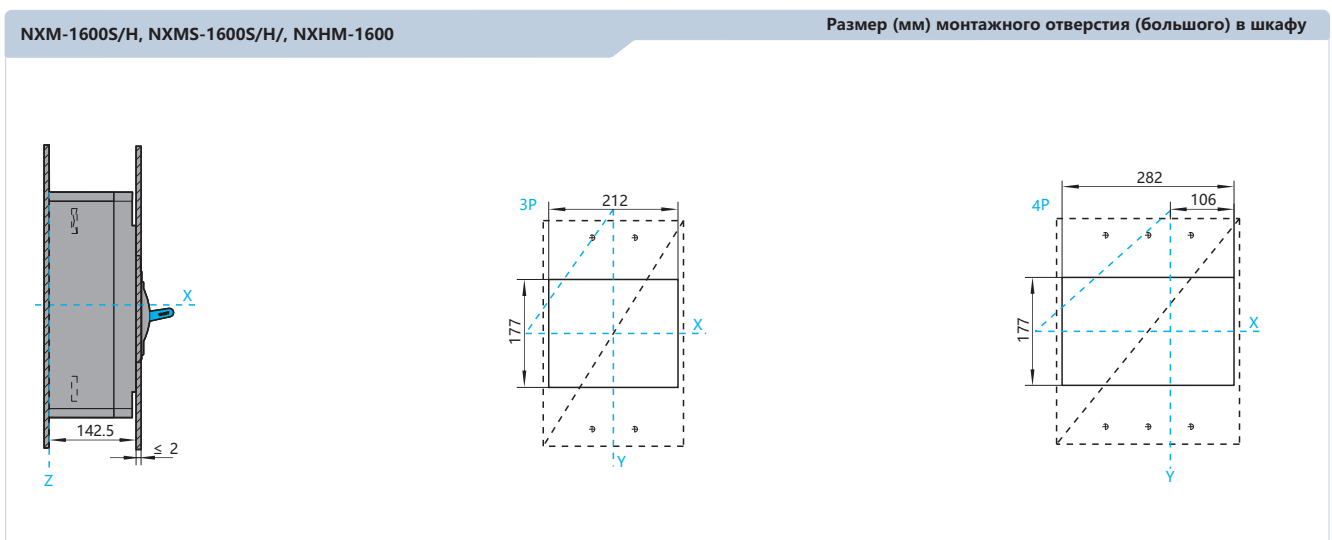 NXM-1600S/H, NXMS-1600S/H/, NXHM-1600
Размер (мм) монтажного отверстия (большого) в шкафу
X
142.5
≤ 2
Z
3P
212
177
X
Y
4P
282
106
177
X
Y